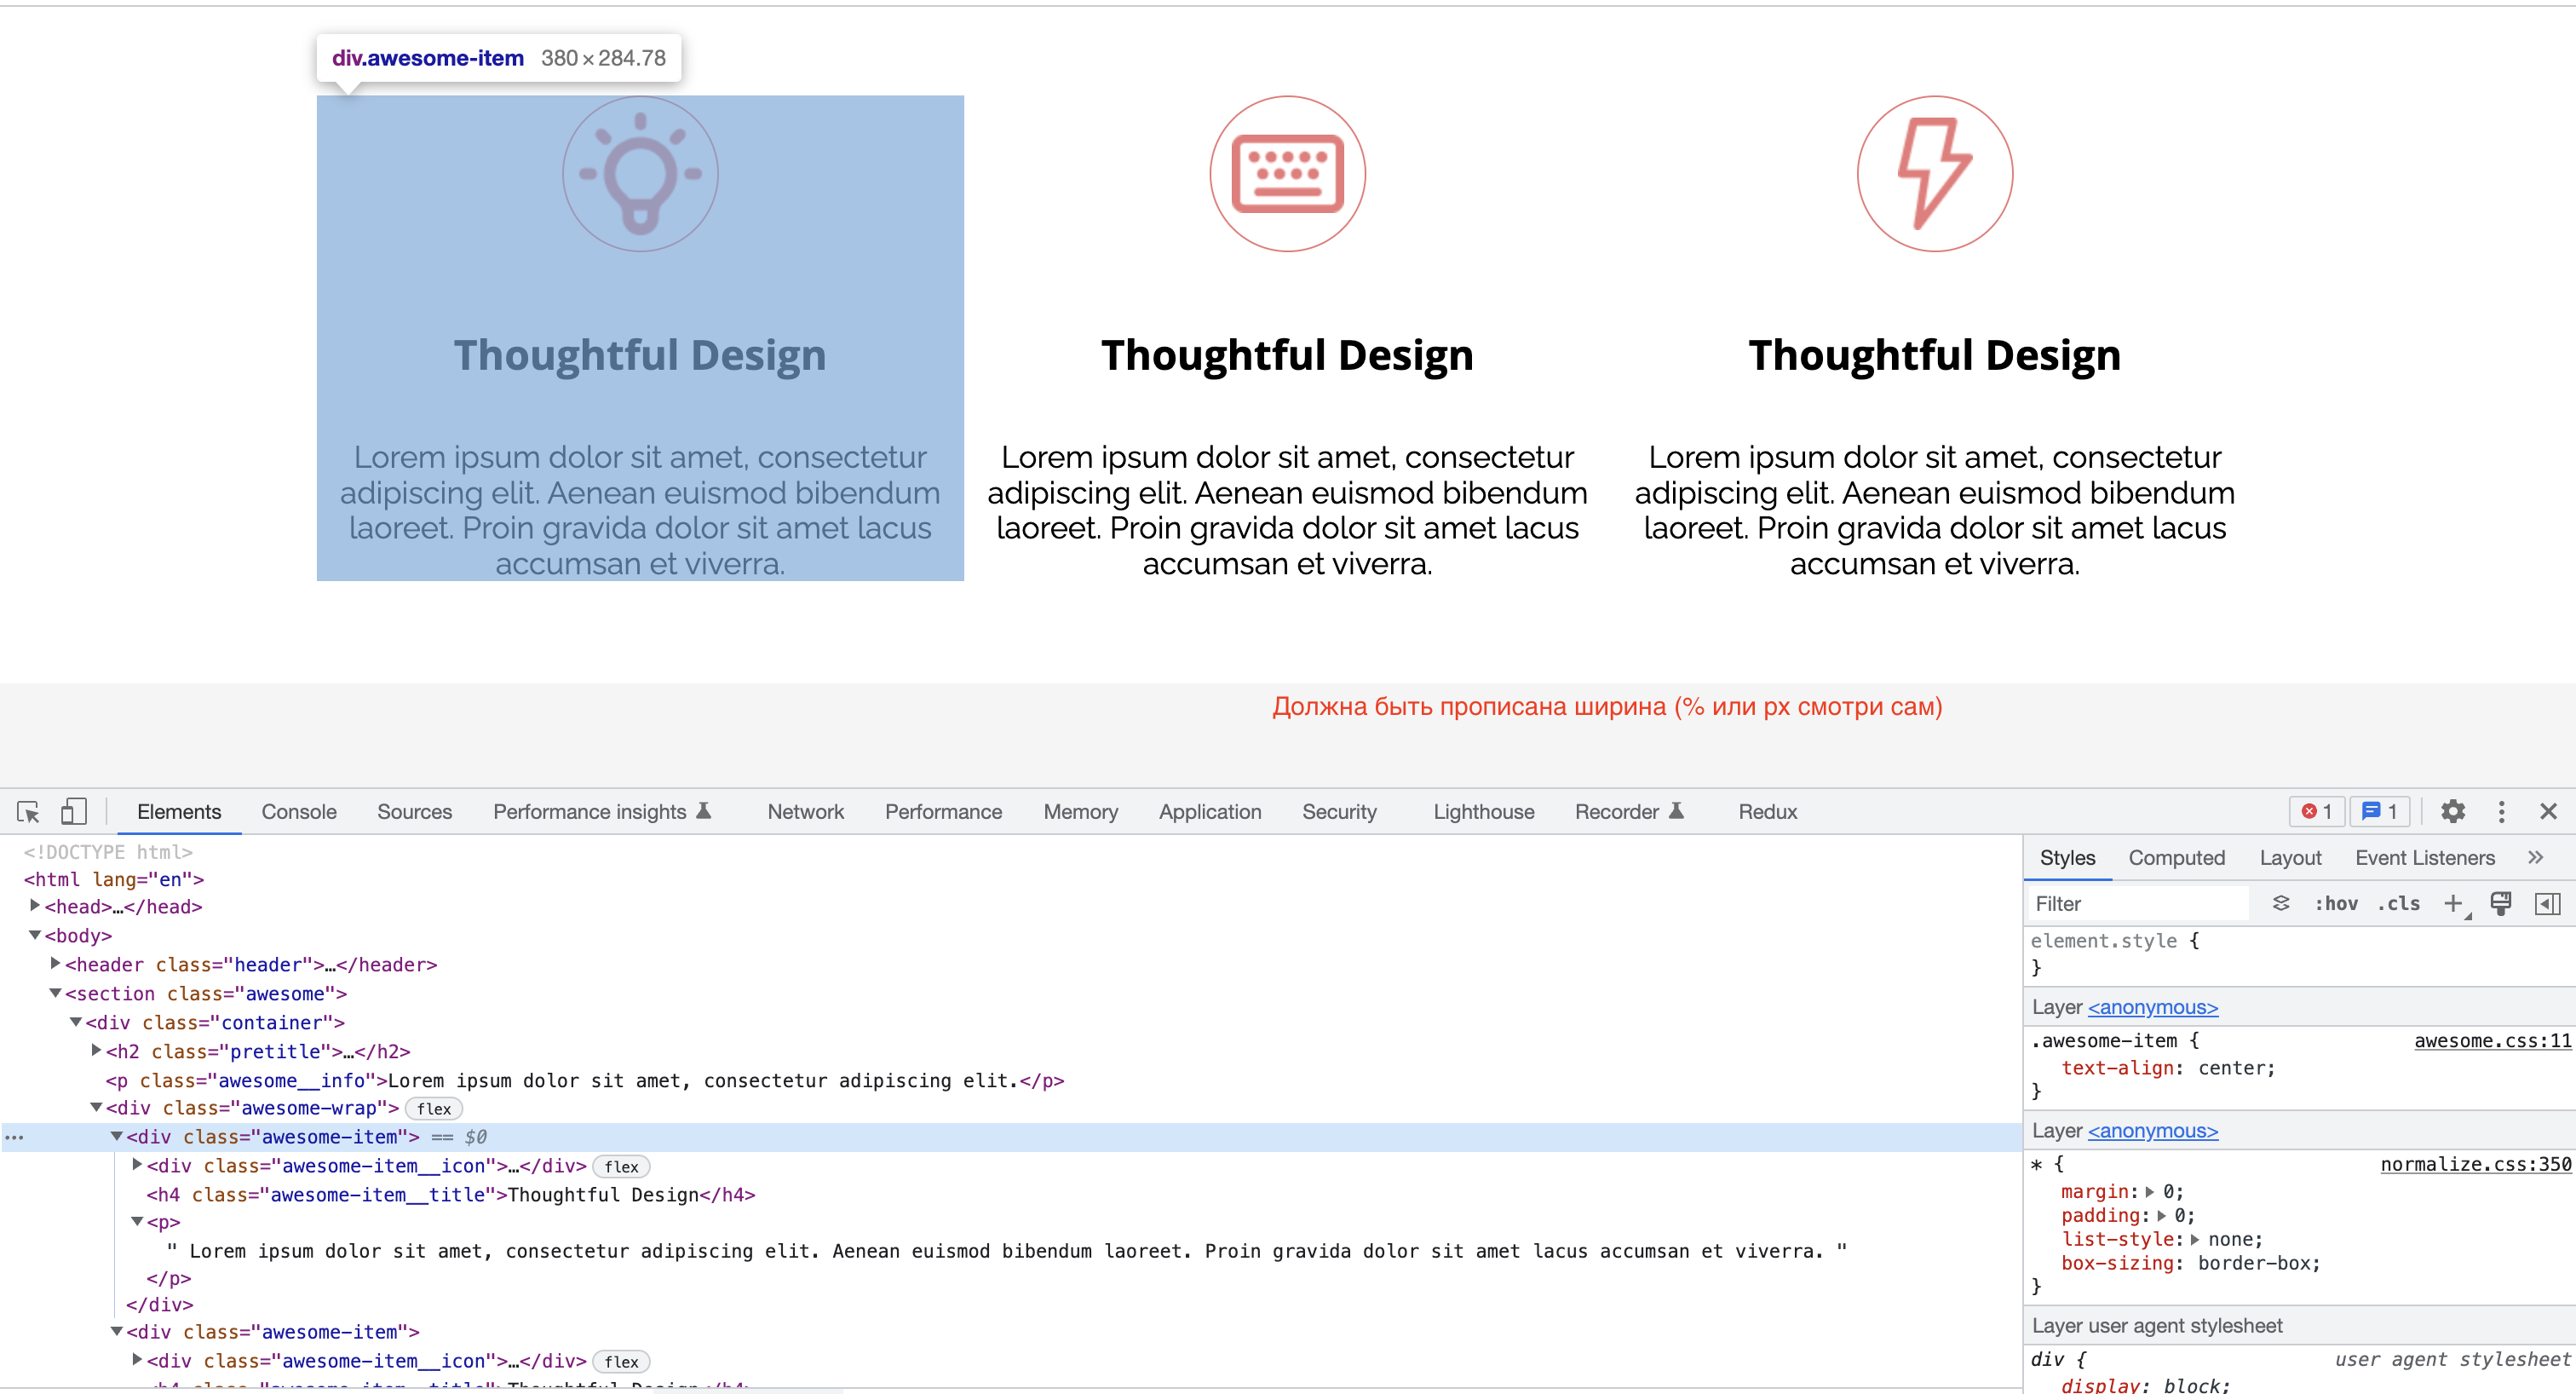 div.awesome-item 380 × 284.78
Thoughtful Design
Lorem ipsum dolor sit amet, consectetur
adipiscing elit. Aenean euismod bibendum
laoreet. Proin gravida dolor sit amet lacus
accumsan et viverra.
Thoughtful Design
Lorem ipsum dolor sit amet, consectetur
adipiscing elit. Aenean euismod bibendum
laoreet. Proin gravida dolor sit amet lacus
accumsan et viverra.
Thoughtful Design
Lorem ipsum dolor sit amet, consectetur
adipiscing elit. Aenean euismod bibendum
laoreet. Proin gravida dolor sit amet lacus
accumsan et viverra.
Должна быть прописана ширина (% или px смотри сам)
Elements Console Sources Performance insights Network Performance Memory Application Security Lighthouse Recorder Redux 1 1
<!DOCTYPE html>
<html lang="en">
<head>…</head>
<body>
<header class="header">…</header>
<section class="awesome">
<div class="container">
<h2 class="pretitle">…</h2>
<p class="awesome__info">Lorem ipsum dolor sit amet, consectetur adipiscing elit.</p>
<div class="awesome-wrap"> flex
<div class="awesome-item"> == $0
<div class="awesome-item__icon">…</div> flex
<h4 class="awesome-item__title">Thoughtful Design</h4>
<p>
" Lorem ipsum dolor sit amet, consectetur adipiscing elit. Aenean euismod bibendum laoreet. Proin gravida dolor sit amet lacus accumsan et viverra. "
</p>
</div>
<div class="awesome-item">
<div class="awesome-item__icon">…</div> flex
<h4 class="awesome-item__title">Thoughtful Design</h4>
Styles Computed Layout Event Listeners
Filter :hov .cls
element.style {
}
Layer <anonymous>
.awesome-item { awesome.css:11
text-align: center;
}
Layer <anonymous>
* { normalize.css:350
margin: 0;
padding: 0;
list-style: none;
box-sizing: border-box;
}
Layer user agent stylesheet
div { user agent stylesheet
display: block;